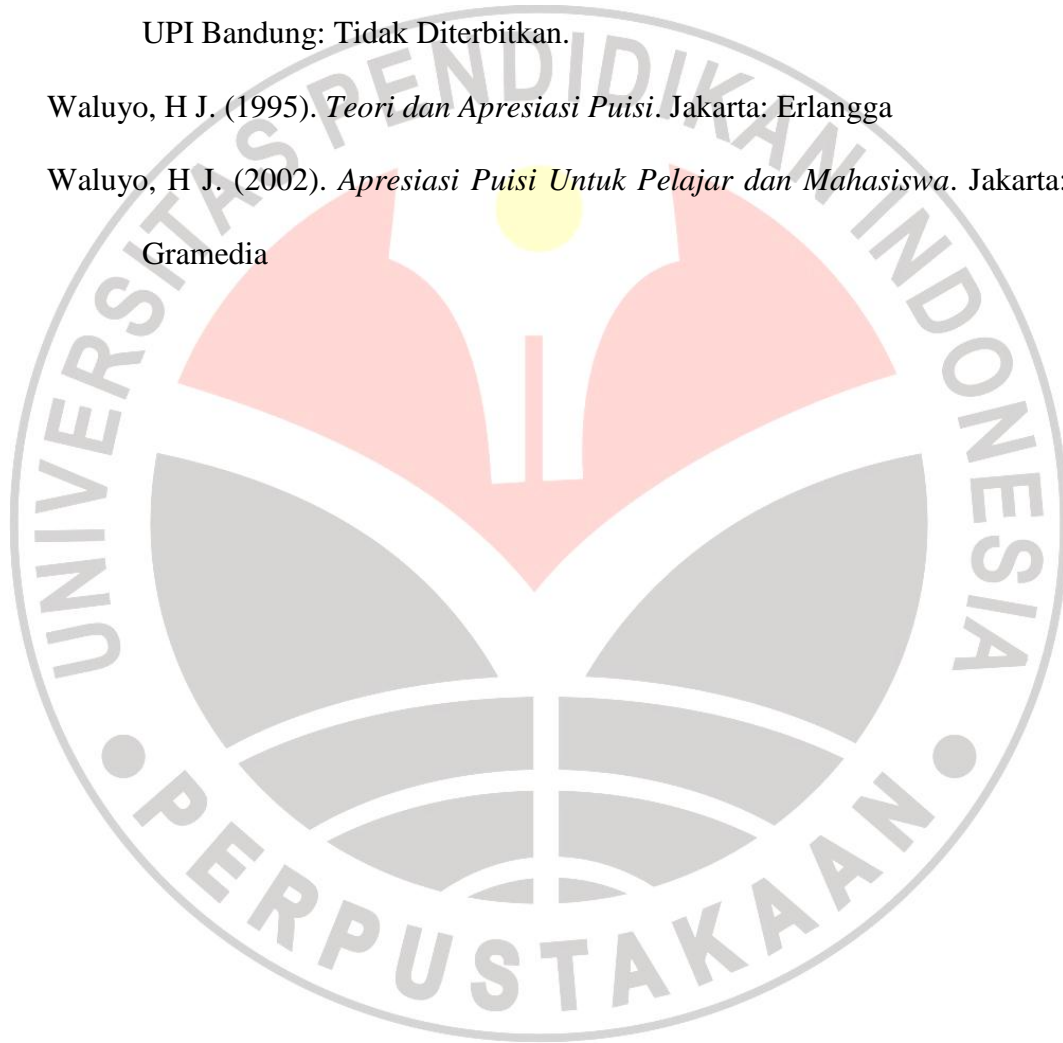 UPI Bandung: Tidak Diterbitkan.
Waluyo, H J. (1995). Teori dan Apresiasi Puisi. Jakarta: Erlangga
Waluyo, H J. (2002). Apresiasi Puisi Untuk Pelajar dan Mahasiswa. Jakarta:
Gramedia
UNIVERSITAS PENDIDIKAN INDONESIA
PERPUSTAKAAN